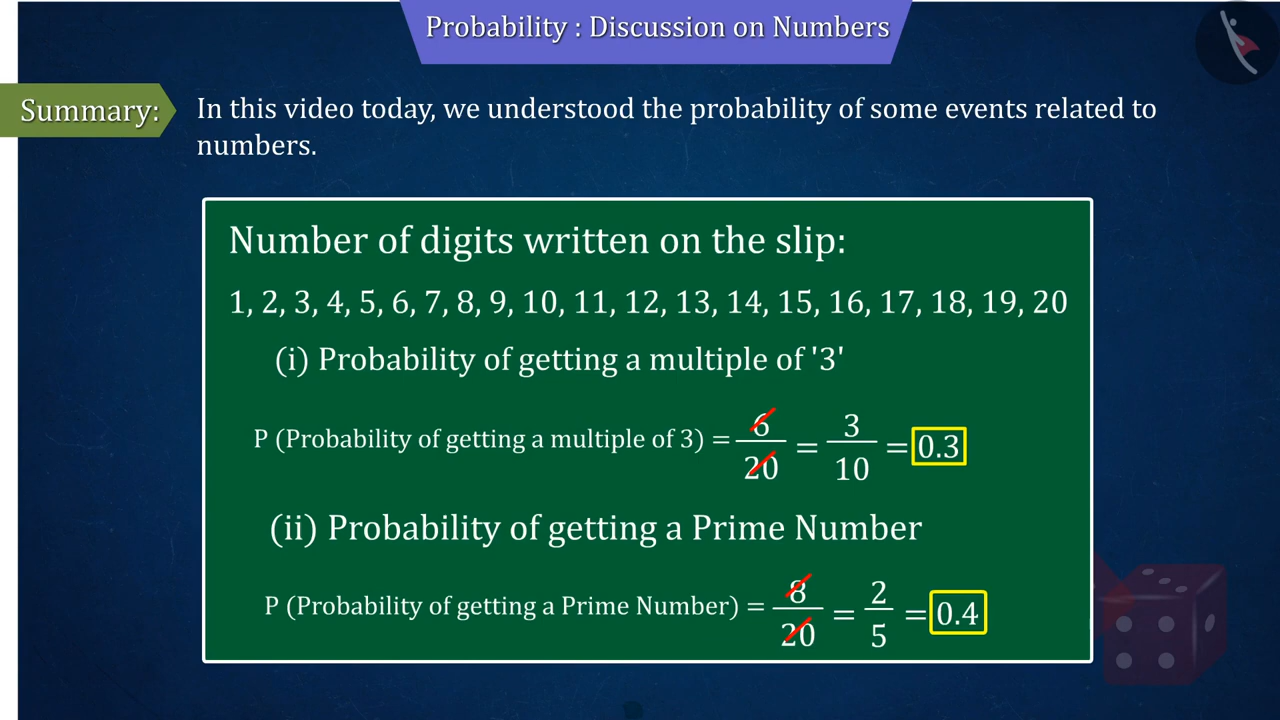 Probability : Discussion on Numbers
Summary:
In this video today, we understood the probability of some events related to
numbers.
Number of digits written on the slip:
1, 2, 3, 4, 5, 6, 7, 8, 9, 10, 11, 12, 13, 14, 15, 16, 17, 18, 19, 20
(i) Probability of getting a multiple of '3'
P (Probability of getting a multiple of 3) = 6/20 = 3/10 = 0.3
(ii) Probability of getting a Prime Number
P (Probability of getting a Prime Number) = 8/20 = 2/5 = 0.4